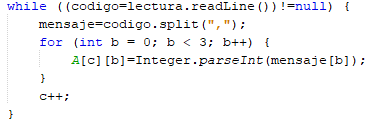 while ((codigo=lectura.readLine())!=null) {
mensaje=codigo.split(",");
for (int b = 0; b < 3; b++) {
A[c][b]=Integer.parseInt(mensaje[b]);
}
c++;
}